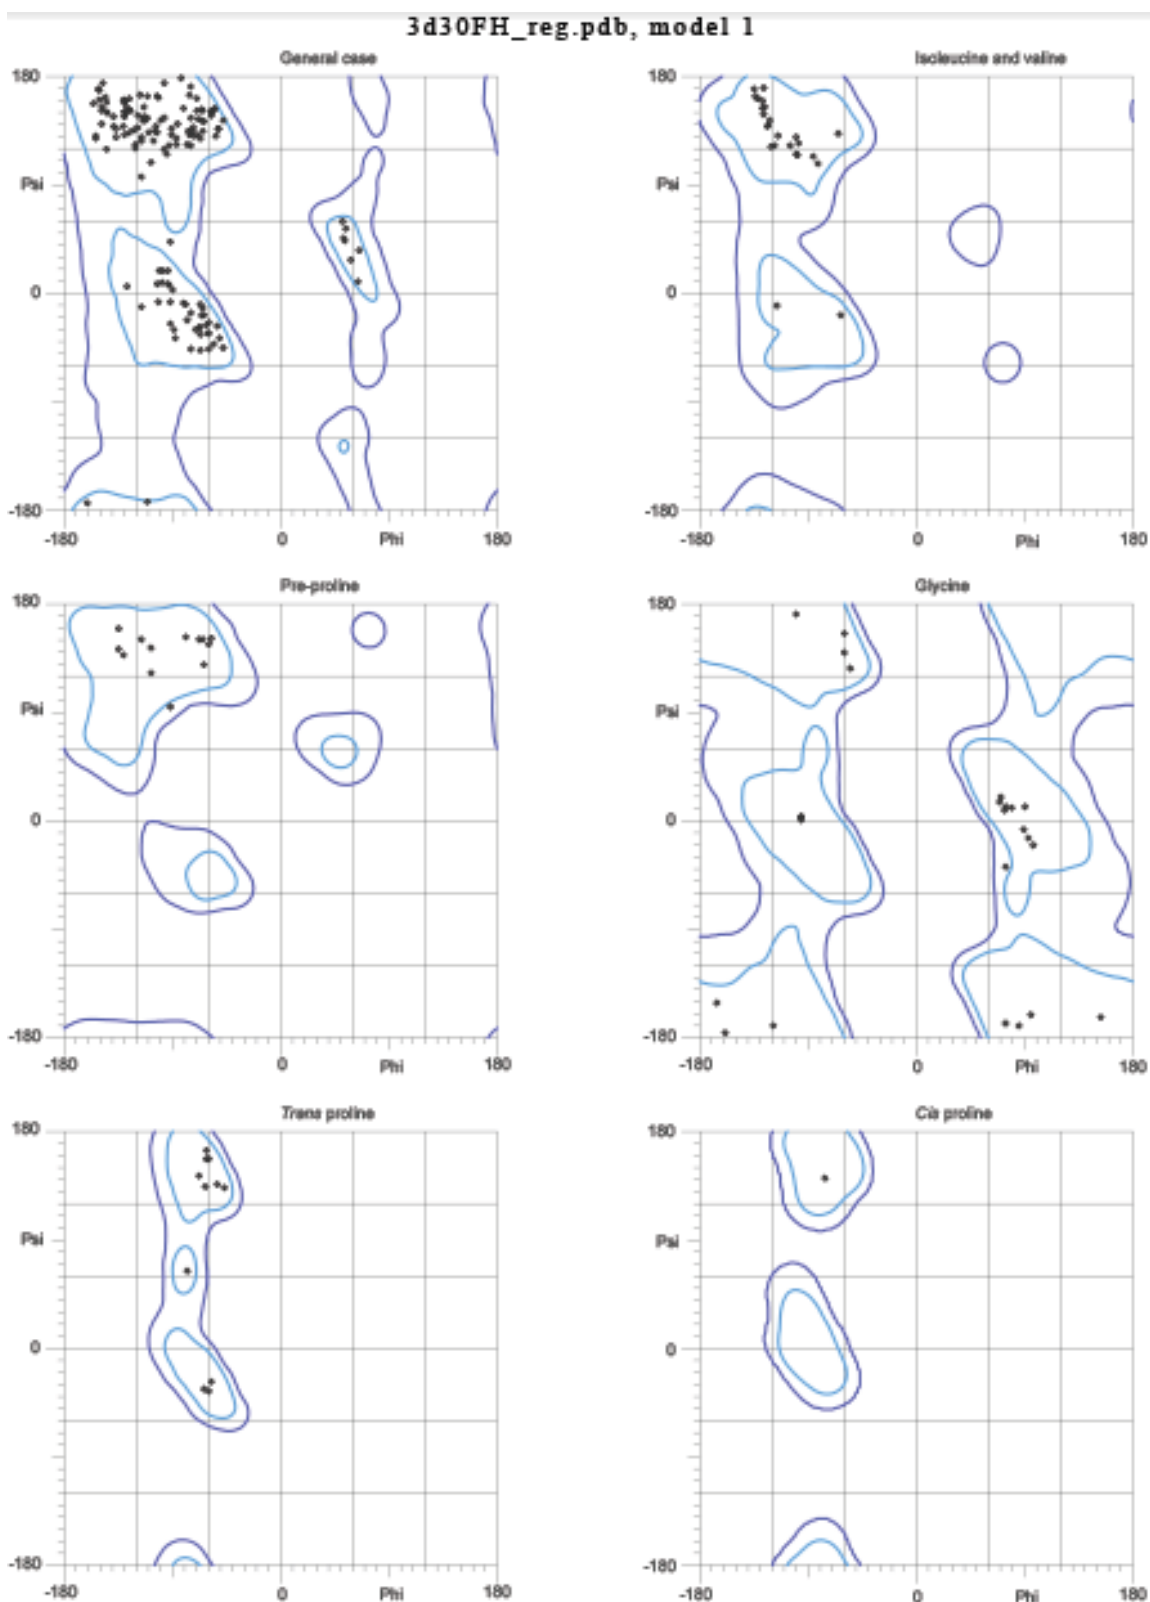 3d30FH_reg.pdb, model 1
General case
Isoleucine and valine
180
180
Psi
Psi
0
0
-180
-180
-180 0 Phi 180
-180 0 Phi 180
Pre-proline
Glycine
180
180
Psi
Psi
0
0
-180
-180
-180 0 Phi 180
-180 0 Phi 180
Trans proline
Cis proline
180
180
Psi
Psi
0
0
-180
-180
-180 0 Phi 180
-180 0 Phi 180